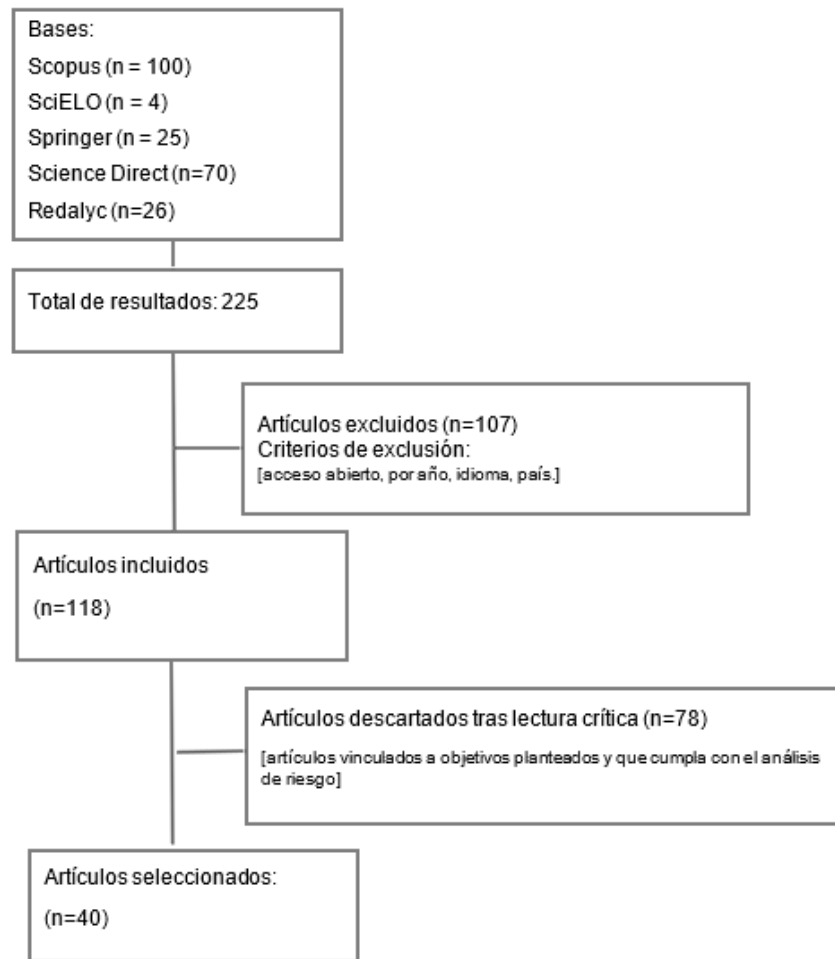 Bases:
Scopus (n = 100)
SciELO (n = 4)
Springer (n = 25)
Science Direct (n=70)
Redalyc (n=26)
Total de resultados: 225
Artículos excluidos (n=107)
Criterios de exclusión:
[acceso abierto, por año, idioma, país.]
Artículos incluidos
(n=118)
Artículos descartados tras lectura crítica (n=78)
[artículos vinculados a objetivos planteados y que cumpla con el análisis
de riesgo]
Artículos seleccionados:
(n=40)